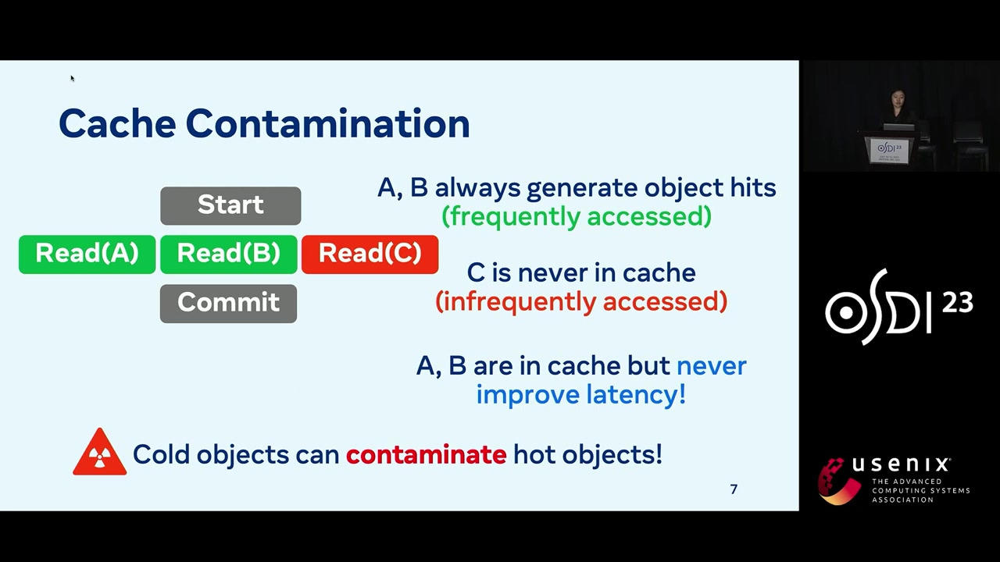 Cache Contamination
Start
Read(A) Read(B) Read(C)
Commit
A, B always generate object hits
(frequently accessed)
C is never in cache
(infrequently accessed)
A, B are in cache but never
improve latency!
Cold objects can contaminate hot objects!
7
OSDI 23
OSDI 23
usenix
THE ADVANCED
COMPUTING SYSTEMS
ASSOCIATION